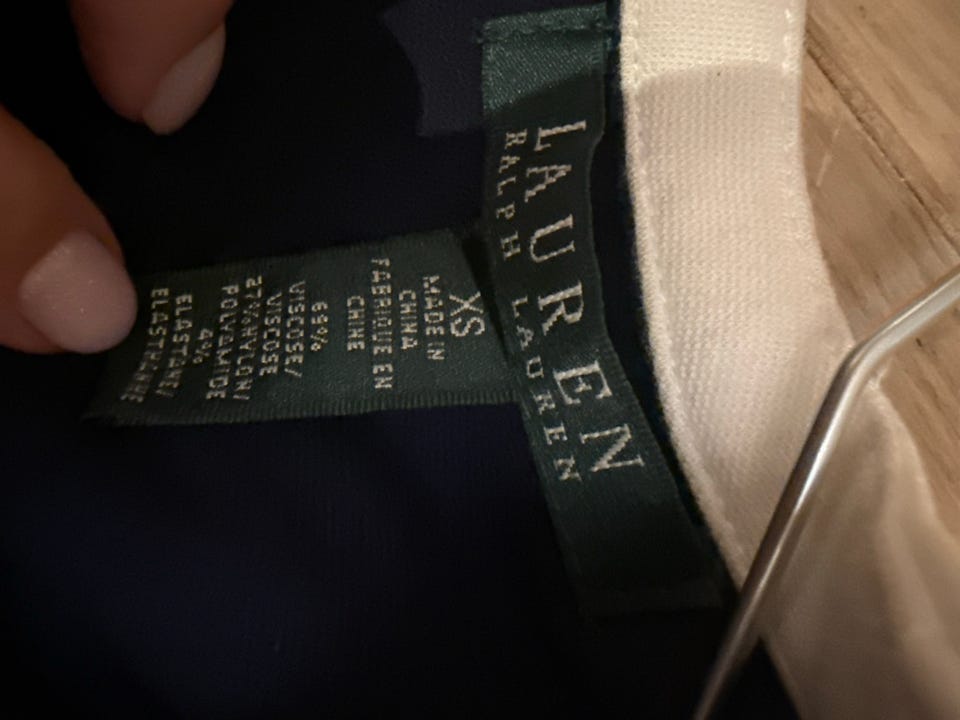 LAUREN
RALPH LAUREN
XS
MADE IN
CHINA
FABRIQUE EN
CHINE
69%
VISCOSE/
VISCOSE
27%NYLON/
POLYAMIDE
4%
ELASTANE/
ELASTHANNE